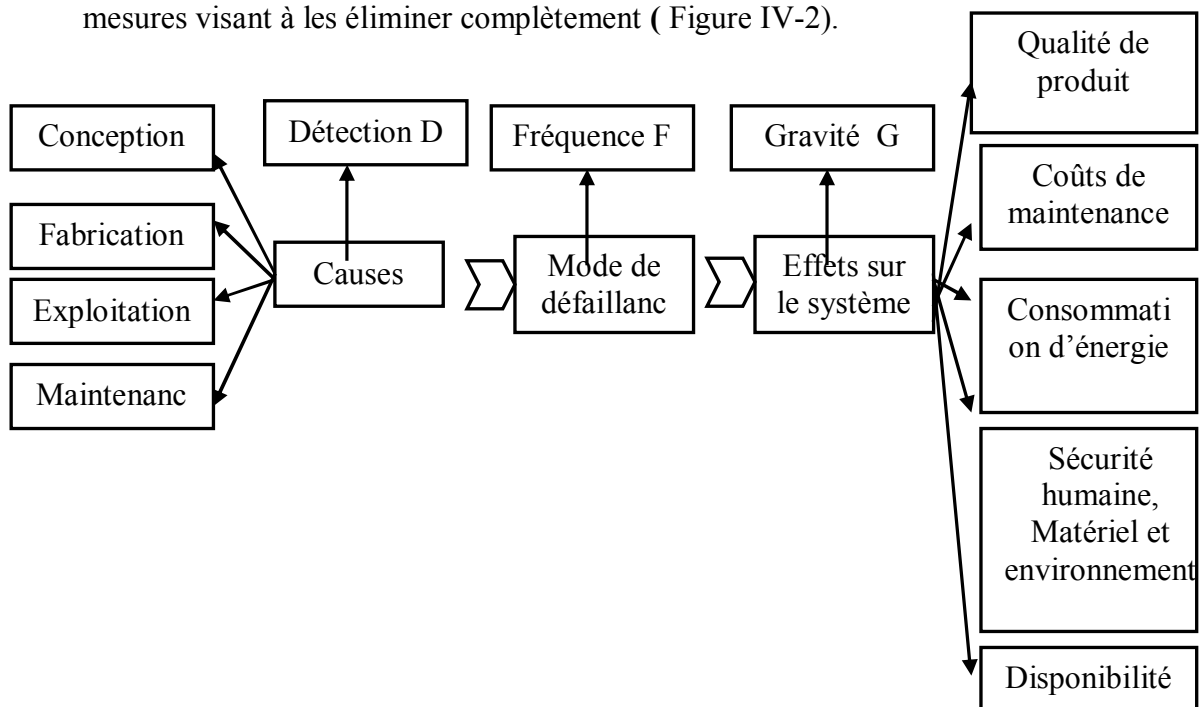 mesures visant à les éliminer complètement ( Figure IV-2).
Qualité de
produit
Conception
Détection D
Fréquence F
Gravité G
Coûts de
maintenance
Fabrication
Causes
Mode de
défaillanc
Effets sur
le système
Exploitation
Consommati
on d’énergie
Maintenanc
Sécurité
humaine,
Matériel et
environnement
Disponibilité